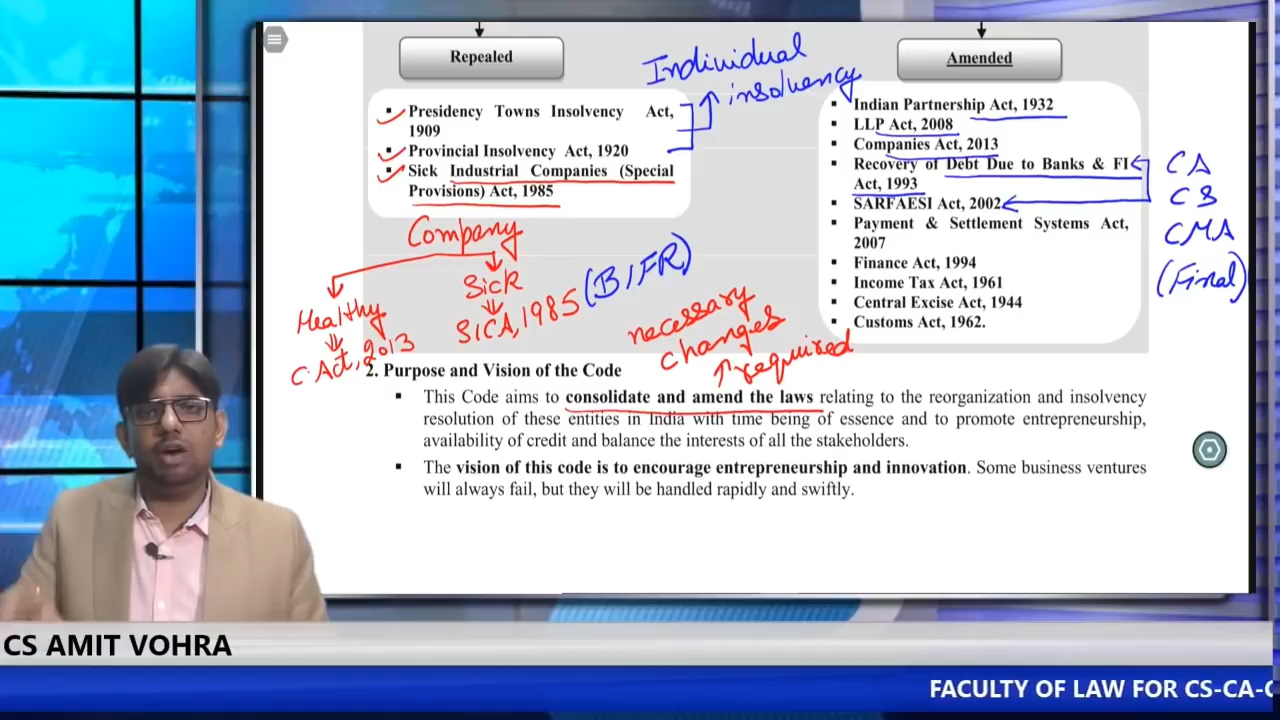 Repealed
Presidency Towns Insolvency Act,
1909
Provincial Insolvency Act, 1920
Sick Industrial Companies (Special
Provisions) Act, 1985
Individual
insolvency
Company
Healthy
C. Act, 2013
Sick
SICA, 1985 (BIFR)
necessary
changes
required
Amended
Indian Partnership Act, 1932
LLP Act, 2008
Companies Act, 2013
Recovery of Debt Due to Banks & FI
Act, 1993
SARFAESI Act, 2002
Payment & Settlement Systems Act,
2007
Finance Act, 1994
Income Tax Act, 1961
Central Excise Act, 1944
Customs Act, 1962.
CA
CS
CMA
(Final)
2. Purpose and Vision of the Code
This Code aims to consolidate and amend the laws relating to the reorganization and insolvency
resolution of these entities in India with time being of essence and to promote entrepreneurship,
availability of credit and balance the interests of all the stakeholders.
The vision of this code is to encourage entrepreneurship and innovation. Some business ventures
will always fail, but they will be handled rapidly and swiftly.
CS AMIT VOHRA
FACULTY OF LAW FOR CS-CA-C